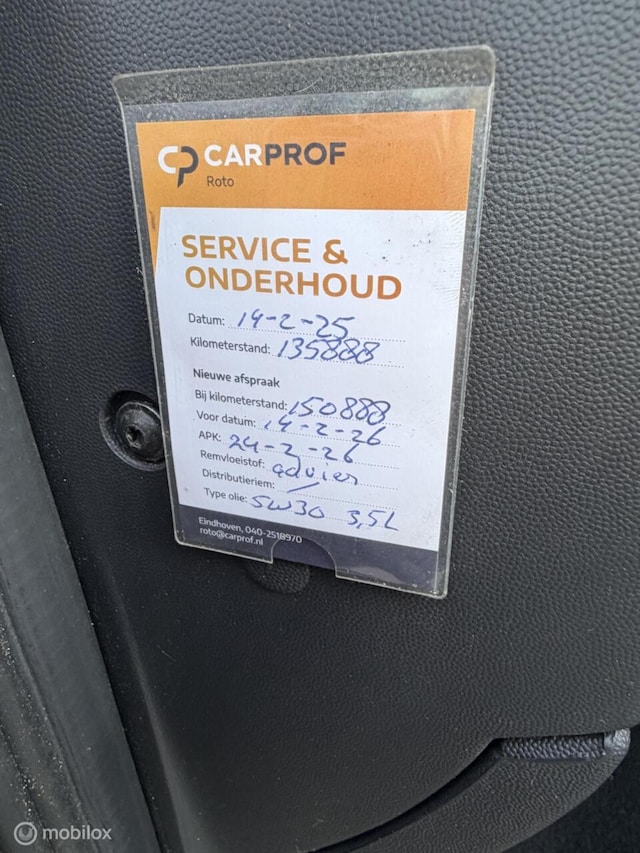 CP CARPROF
Roto
SERVICE &
ONDERHOUD
Datum: 14-2-25
Kilometerstand: 135888
Nieuwe afspraak
Bij kilometerstand: 150888
Voor datum: 14-2-26
APK: 24-2-26
Remvloeistof: advies
Distributieriem: /
Type olie: 5W30 3,5L
Eindhoven, 040-2518970
roto@carprof.nl
mobilox